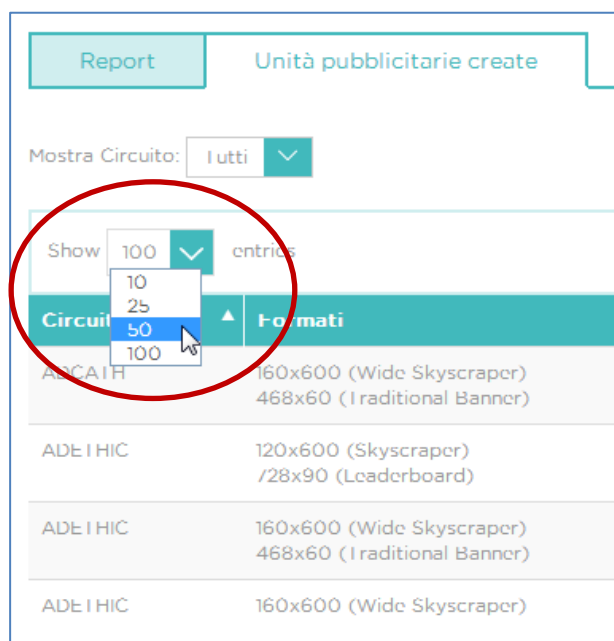 Report Unità pubblicitarie create
Mostra Circuito: Tutti
Show 100 entries
10
25
50
100
Circuit Formati
ADCATH 160x600 (Wide Skyscraper)
468x60 (Traditional Banner)
ADETHIC 120x600 (Skyscraper)
728x90 (Leaderboard)
ADETHIC 160x600 (Wide Skyscraper)
468x60 (Traditional Banner)
ADETHIC 160x600 (Wide Skyscraper)